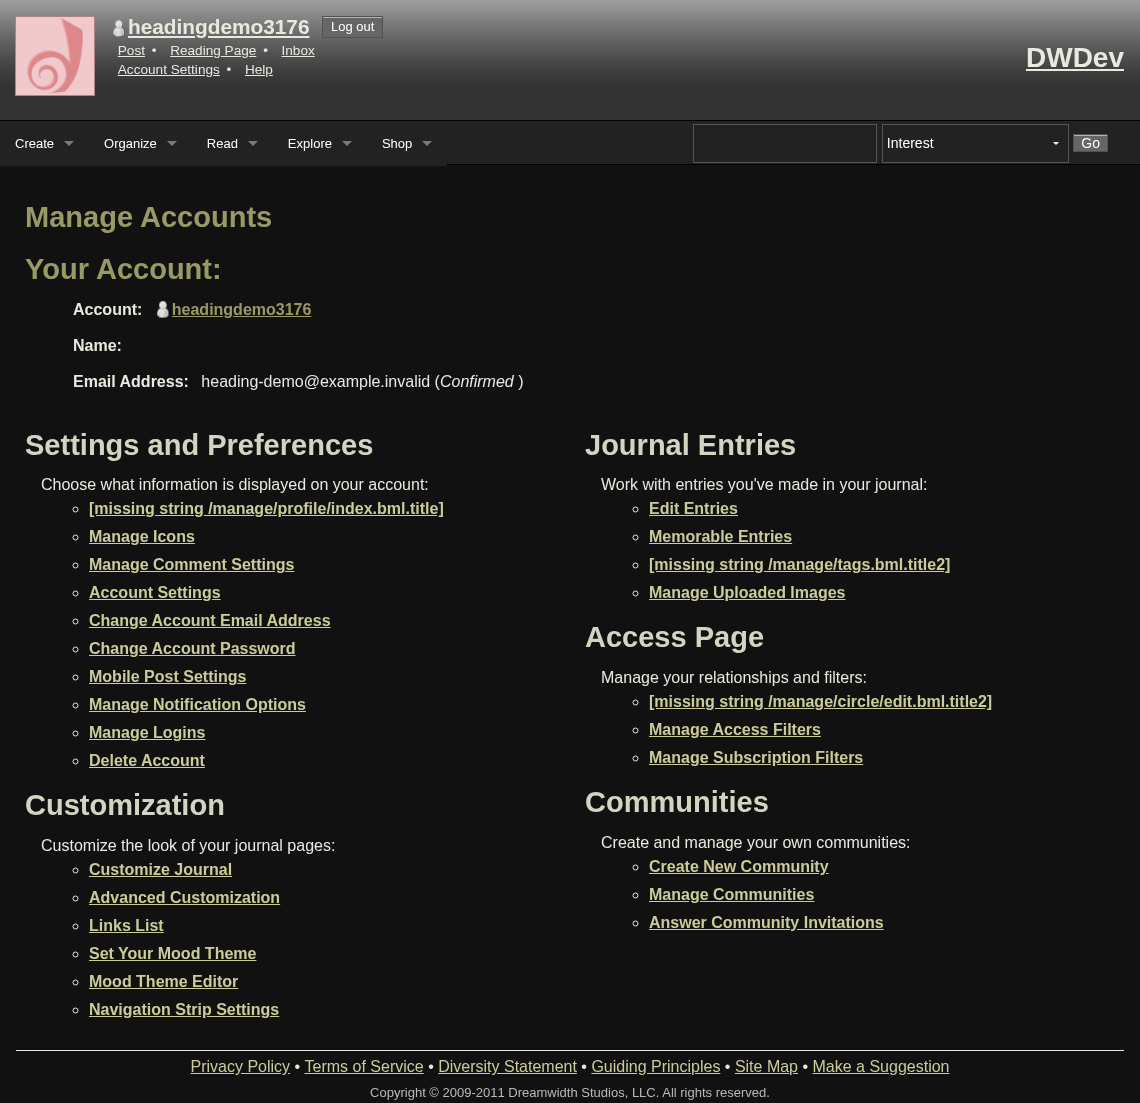 headingdemo3176 Log out
Post • Reading Page • Inbox
Account Settings • Help
DWDev
Create Organize Read Explore Shop Interest Go
Manage Accounts
Your Account:
Account: headingdemo3176
Name:
Email Address: heading-demo@example.invalid (Confirmed )
Settings and Preferences
Choose what information is displayed on your account:
[missing string /manage/profile/index.bml.title]
Manage Icons
Manage Comment Settings
Account Settings
Change Account Email Address
Change Account Password
Mobile Post Settings
Manage Notification Options
Manage Logins
Delete Account
Customization
Customize the look of your journal pages:
Customize Journal
Advanced Customization
Links List
Set Your Mood Theme
Mood Theme Editor
Navigation Strip Settings
Journal Entries
Work with entries you've made in your journal:
Edit Entries
Memorable Entries
[missing string /manage/tags.bml.title2]
Manage Uploaded Images
Access Page
Manage your relationships and filters:
[missing string /manage/circle/edit.bml.title2]
Manage Access Filters
Manage Subscription Filters
Communities
Create and manage your own communities:
Create New Community
Manage Communities
Answer Community Invitations
Privacy Policy • Terms of Service • Diversity Statement • Guiding Principles • Site Map • Make a Suggestion
Copyright © 2009-2011 Dreamwidth Studios, LLC. All rights reserved.